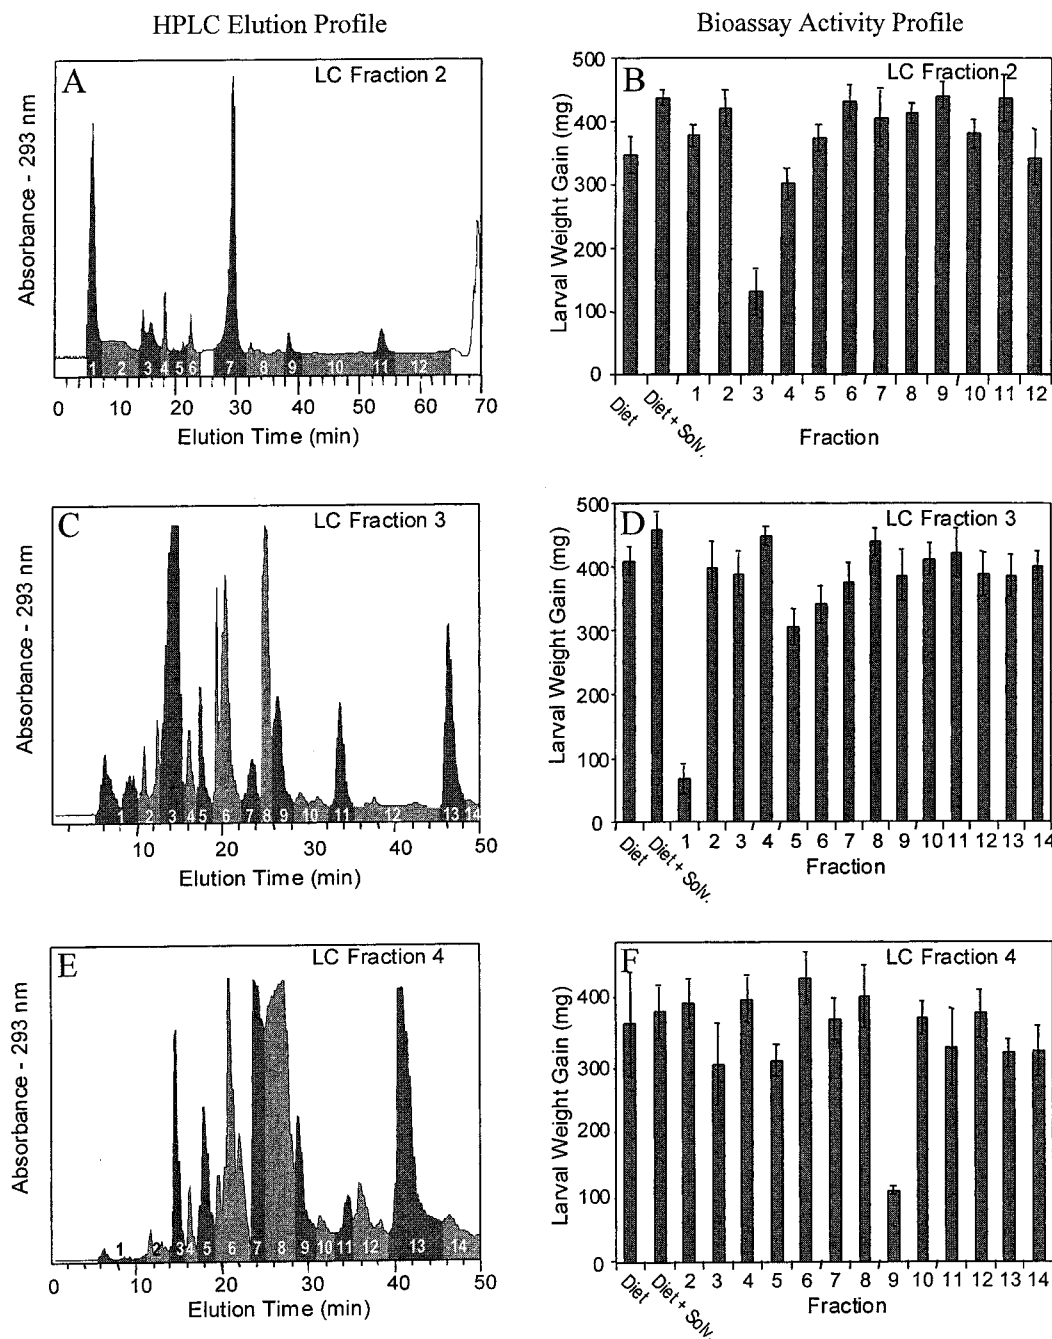 HPLC Elution Profile
Bioassay Activity Profile
A
LC Fraction 2
Absorbance - 293 nm
1 2 3 4 5 6 7 8 9 10 11 12
0 10 20 30 40 50 60 70
Elution Time (min)
B
LC Fraction 2
Larval Weight Gain (mg)
500
400
300
200
100
0
Diet Diet + Solv. 1 2 3 4 5 6 7 8 9 10 11 12
Fraction
C
LC Fraction 3
Absorbance - 293 nm
1 2 3 4 5 6 7 8 9 10 11 12 13 14
10 20 30 40 50
Elution Time (min)
D
LC Fraction 3
Larval Weight Gain (mg)
500
400
300
200
100
0
Diet Diet + Solv. 1 2 3 4 5 6 7 8 9 10 11 12 13 14
Fraction
E
LC Fraction 4
Absorbance - 293 nm
1 2 3 4 5 6 7 8 9 10 11 12 13 14
0 10 20 30 40 50
Elution Time (min)
F
LC Fraction 4
Larval Weight Gain (mg)
400
300
200
100
0
Diet Diet + Solv. 2 3 4 5 6 7 8 9 10 11 12 13 14
Fraction